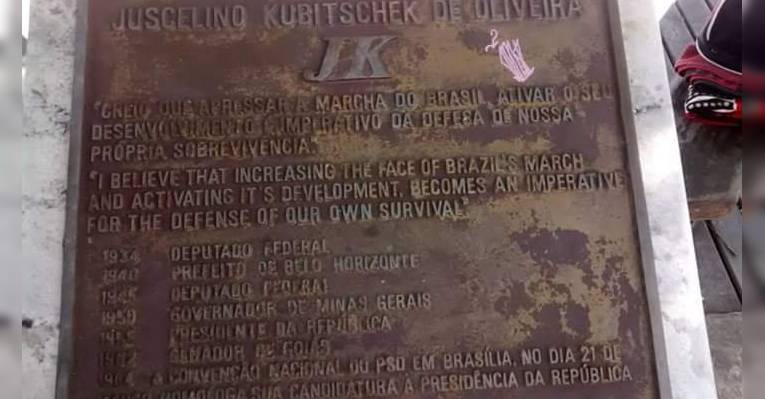 JUSCELINO KUBITSCHEK DE OLIVEIRA
JK
"CREIO QUE APRESSAR A MARCHA DO BRASIL, ATIVAR O SEU
DESENVOLVIMENTO É IMPERATIVO DA DEFESA DE NOSSA
PRÓPRIA SOBREVIVÊNCIA"
"I BELIEVE THAT INCREASING THE FACE OF BRAZIL'S MARCH
AND ACTIVATING IT'S DEVELOPMENT, BECOMES AN IMPERATIVE
FOR THE DEFENSE OF OUR OWN SURVIVAL"
1934 DEPUTADO FEDERAL
1940 PREFEITO DE BELO HORIZONTE
DEPUTADO FEDERAL
1950 GOVERNADOR DE MINAS GERAIS
PRESIDENTE DA REPÚBLICA
SENADOR DE GOIÁS
A CONVENÇÃO NACIONAL DO PSD EM BRASÍLIA, NO DIA 21 DE
HOMOLOGA SUA CANDIDATURA À PRESIDÊNCIA DA REPÚBLICA